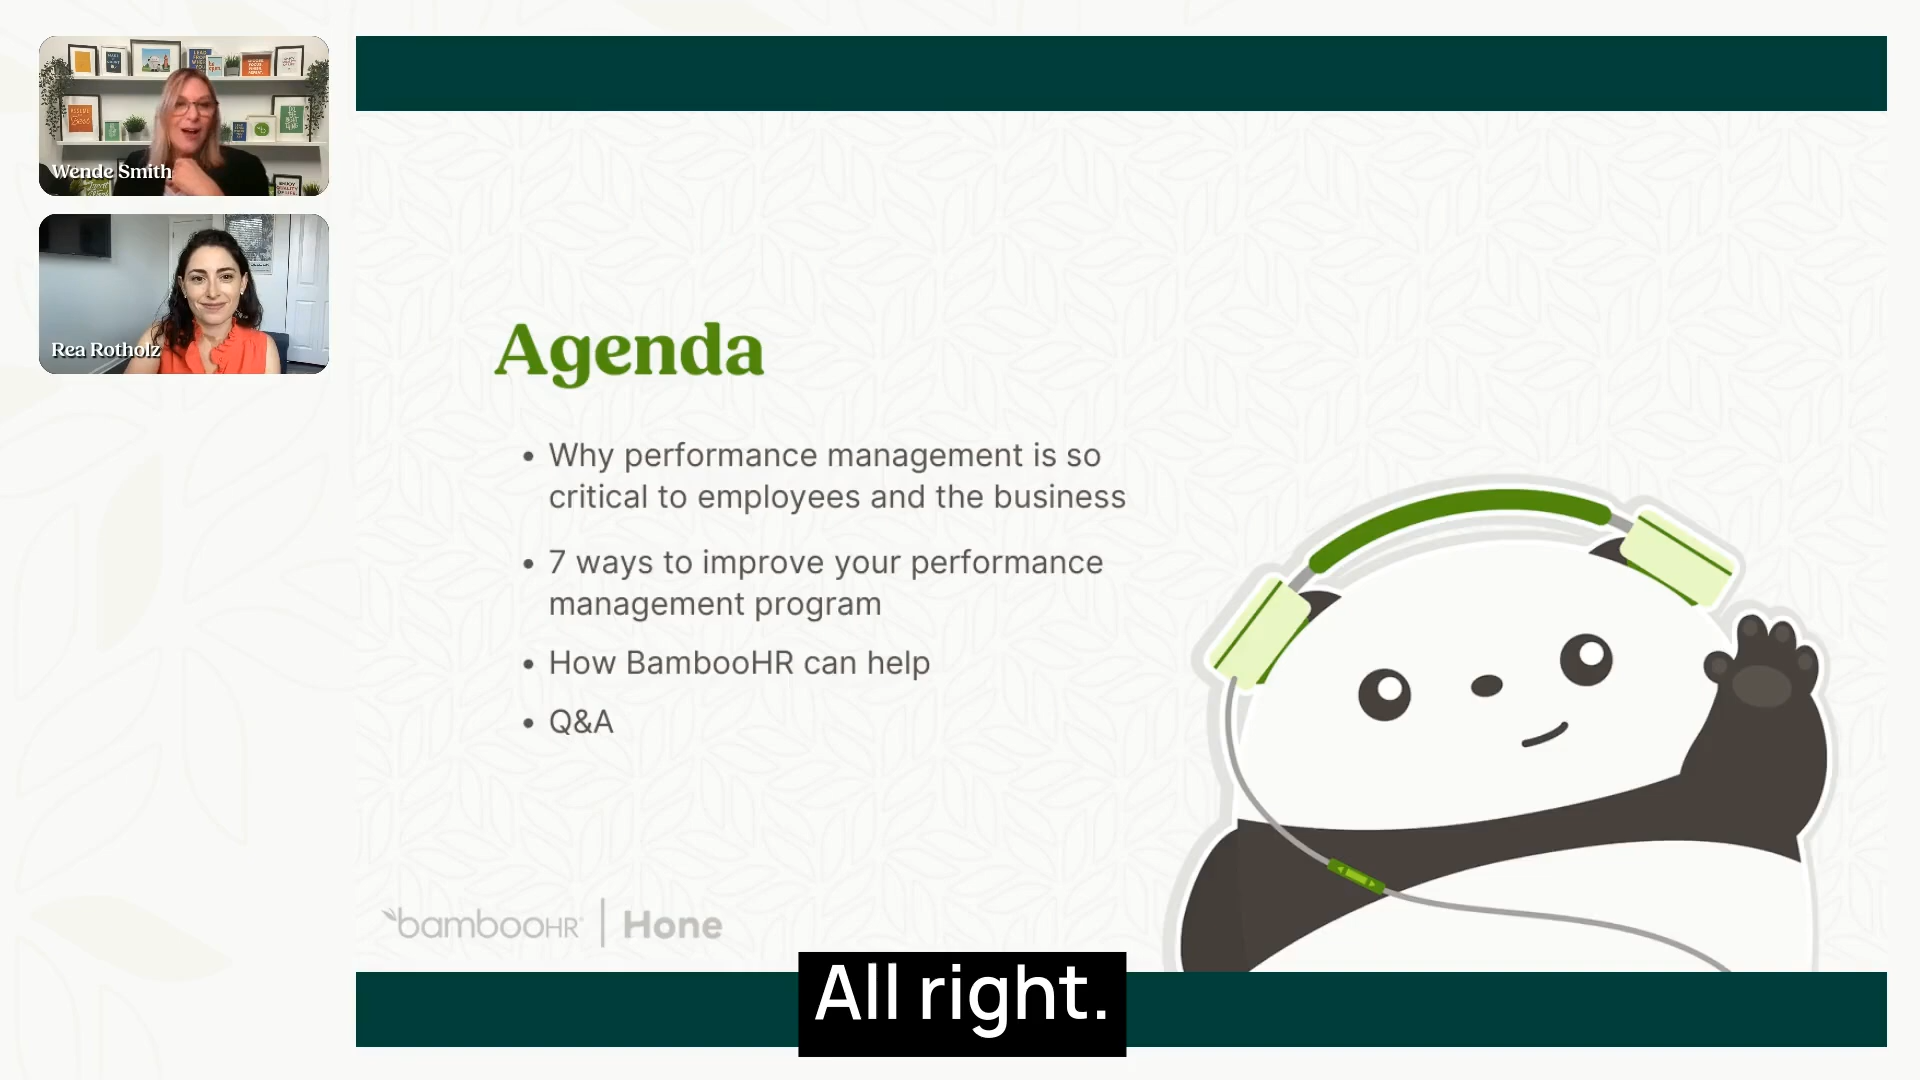 Wende Smith
Rea Rotholz
Agenda
• Why performance management is so
critical to employees and the business
• 7 ways to improve your performance
management program
• How BambooHR can help
• Q&A
bambooHR | Hone
All right.